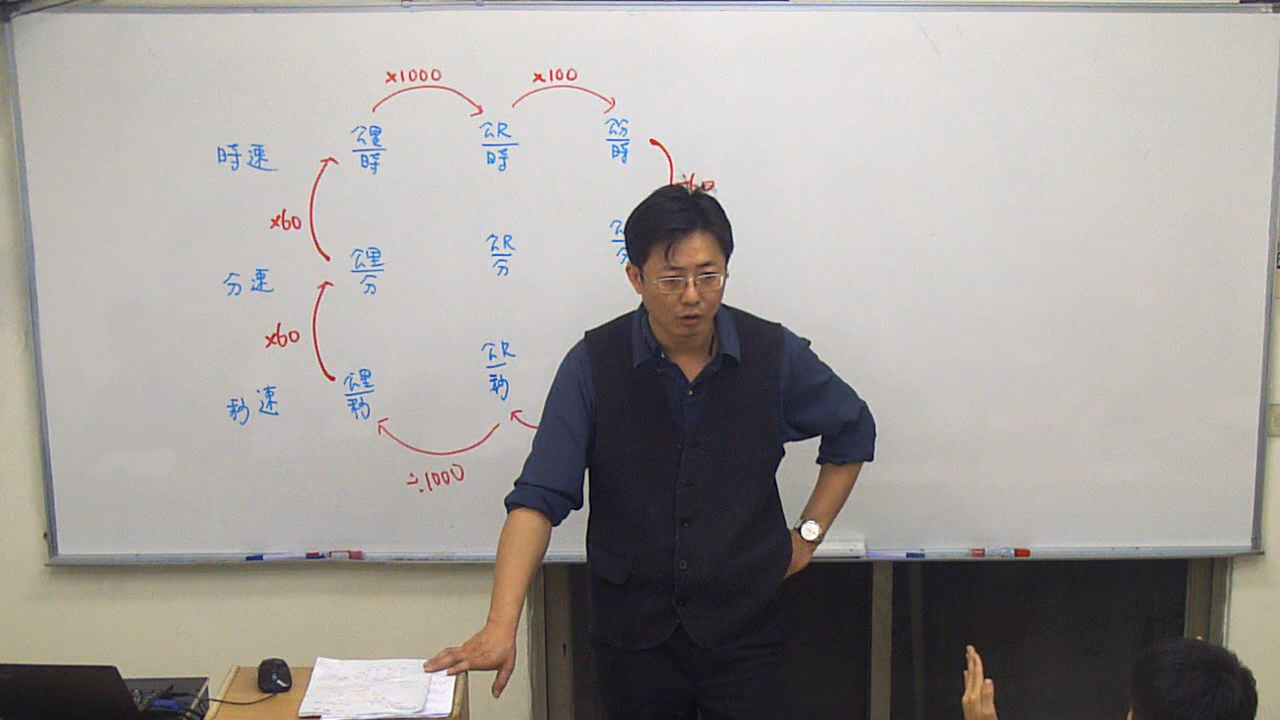 ×1000 ×100
時速 公里/時 公尺/時 公分/時
×60 ÷60
分速 公里/分 公尺/分
×60
秒速 公里/秒 公尺/秒
÷1000